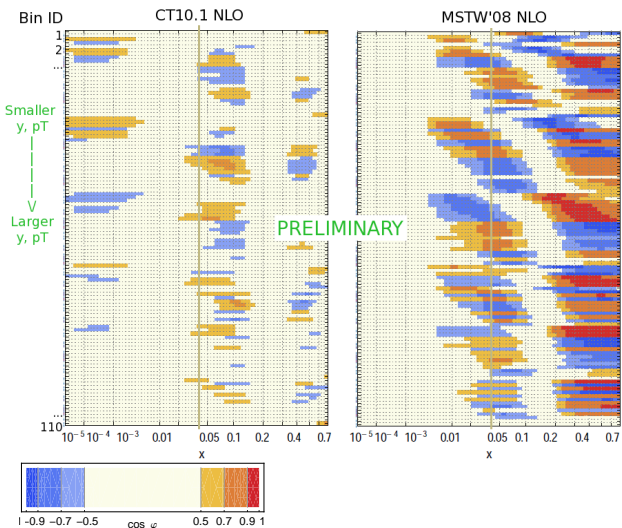 Bin ID
CT10.1 NLO
MSTW'08 NLO
1
2
...
Smaller
y, pT
Larger
y, pT
PRELIMINARY
...
110
10^-5 10^-4 10^-3 0.01 0.05 0.1 0.2 0.4 0.7
x
10^-5 10^-4 10^-3 0.01 0.05 0.1 0.2 0.4 0.7
x
-0.9 -0.7 -0.5 0.5 0.7 0.9 1
cos φ